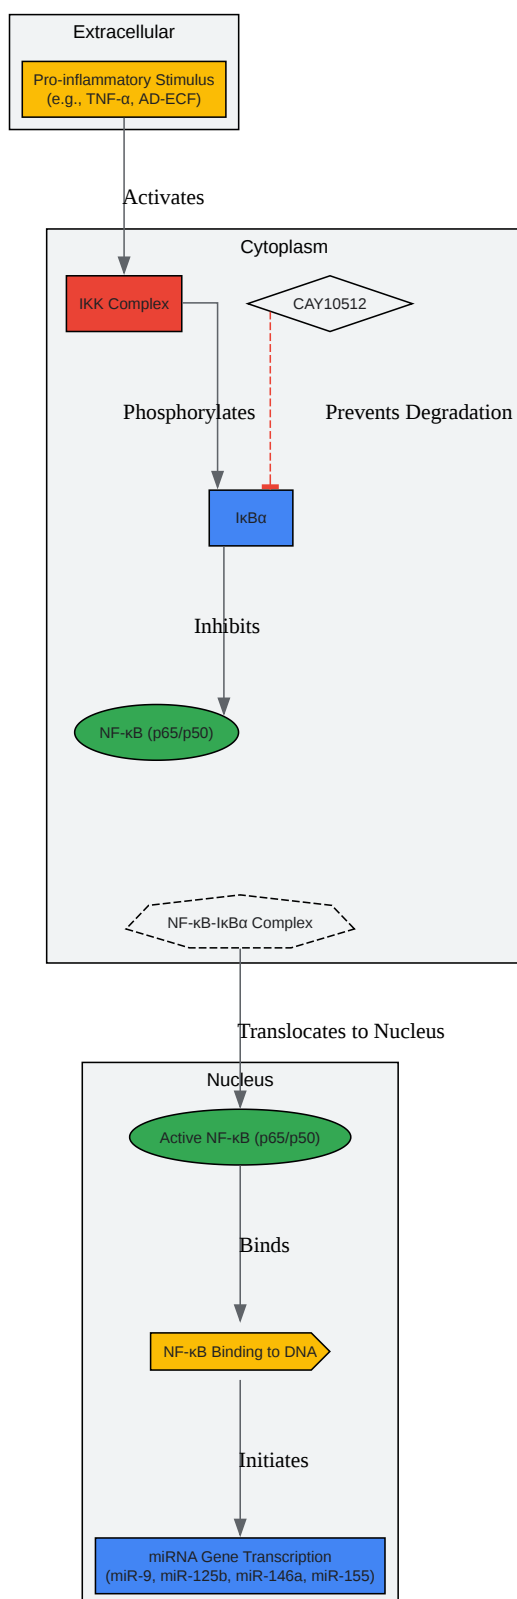 Extracellular
Pro-inflammatory Stimulus
(e.g., TNF-α, AD-ECF)
Activates
Cytoplasm
IKK Complex
CAY10512
Phosphorylates
Prevents Degradation
IκBα
Inhibits
NF-κB (p65/p50)
NF-κB-IκBα Complex
Translocates to Nucleus
Nucleus
Active NF-κB (p65/p50)
Binds
NF-κB Binding to DNA
Initiates
miRNA Gene Transcription
(miR-9, miR-125b, miR-146a, miR-155)